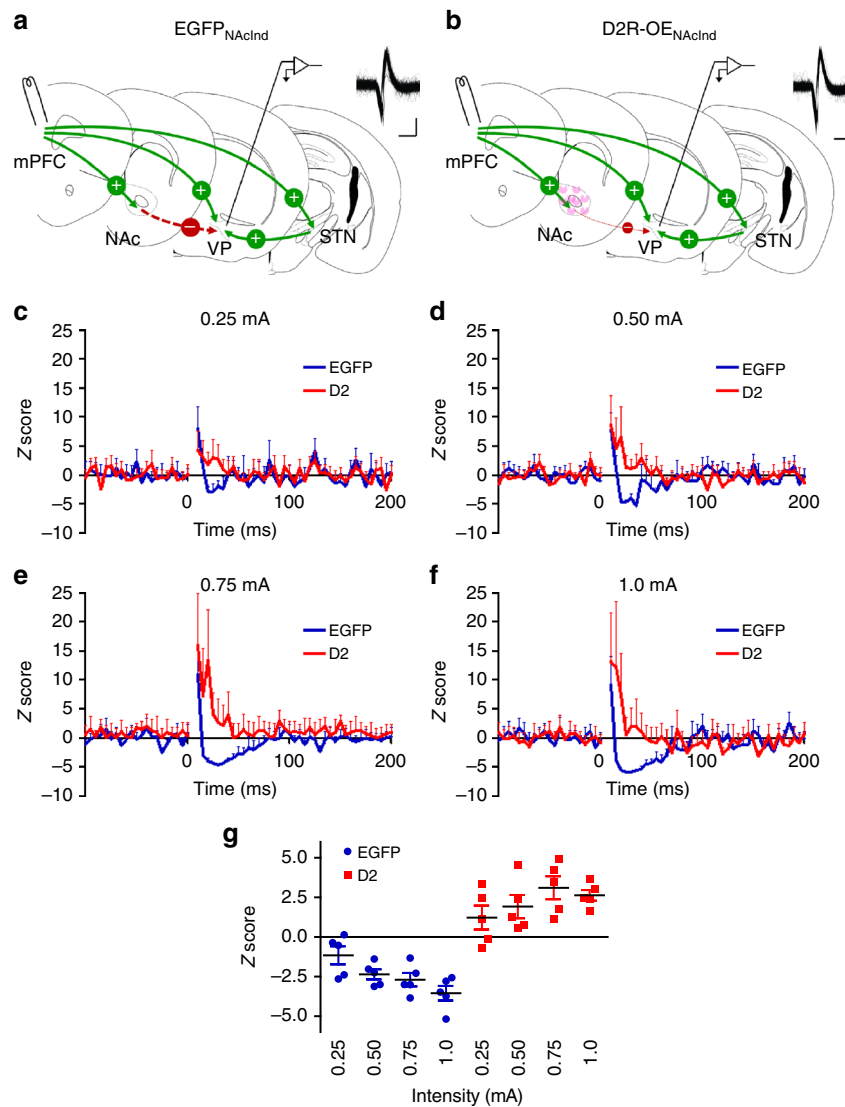 a
EGFP_NAcInd
mPFC
+
+
+
NAc
−
VP
+
STN
b
D2R-OE_NAcInd
mPFC
+
+
+
NAc
−
VP
+
STN
c
0.25 mA
25
20
15
10
5
0
−5
−10
Z score
EGFP
D2
0
100
200
Time (ms)
d
0.50 mA
25
20
15
10
5
0
−5
−10
Z score
EGFP
D2
0
100
200
Time (ms)
e
0.75 mA
25
20
15
10
5
0
−5
−10
Z score
EGFP
D2
0
100
200
Time (ms)
f
1.0 mA
25
20
15
10
5
0
−5
−10
Z score
EGFP
D2
0
100
200
Time (ms)
g
EGFP
D2
5.0
2.5
0.0
−2.5
−5.0
Z score
0.25
0.50
0.75
1.0
0.25
0.50
0.75
1.0
Intensity (mA)